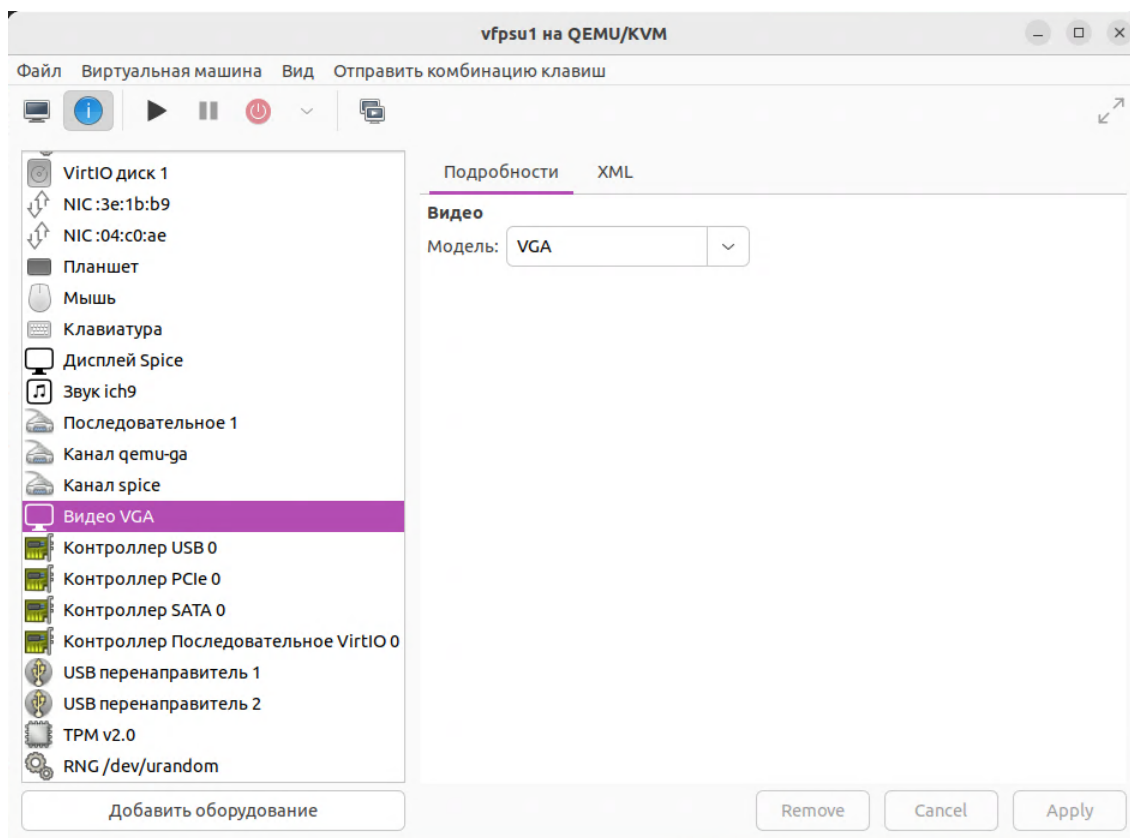 vfpsu1 на QEMU/KVM
Файл Виртуальная машина Вид Отправить комбинацию клавиш
VirtIO диск 1
NIC :3e:1b:b9
NIC :04:c0:ae
Планшет
Мышь
Клавиатура
Дисплей Spice
Звук ich9
Последовательное 1
Канал qemu-ga
Канал spice
Видео VGA
Контроллер USB 0
Контроллер PCIe 0
Контроллер SATA 0
Контроллер Последовательное VirtIO 0
USB перенаправитель 1
USB перенаправитель 2
TPM v2.0
RNG /dev/urandom
Добавить оборудование
Подробности XML
Видео
Модель: VGA
Remove Cancel Apply